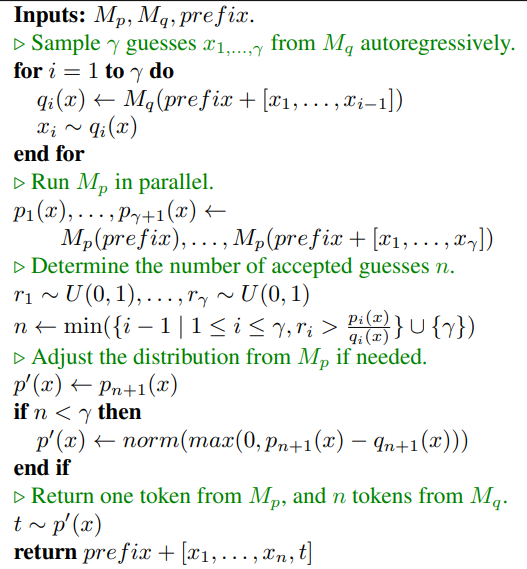 Inputs: M_p, M_q, prefix.
▷ Sample γ guesses x_{1,...,γ} from M_q autoregressively.
for i = 1 to γ do
q_i(x) ← M_q(prefix + [x_1, . . . , x_{i−1}])
x_i ∼ q_i(x)
end for
▷ Run M_p in parallel.
p_1(x), . . . , p_{γ+1}(x) ←
M_p(prefix), . . . , M_p(prefix + [x_1, . . . , x_γ])
▷ Determine the number of accepted guesses n.
r_1 ∼ U(0, 1), . . . , r_γ ∼ U(0, 1)
n ← min({i − 1 | 1 ≤ i ≤ γ, r_i > \frac{p_i(x)}{q_i(x)}} ∪ {γ})
▷ Adjust the distribution from M_p if needed.
p′(x) ← p_{n+1}(x)
if n < γ then
p′(x) ← norm(max(0, p_{n+1}(x) − q_{n+1}(x)))
end if
▷ Return one token from M_p, and n tokens from M_q.
t ∼ p′(x)
return prefix + [x_1, . . . , x_n, t]